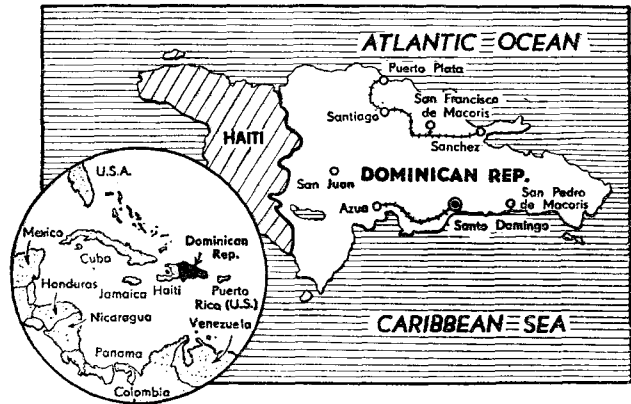 ATLANTIC OCEAN
Puerto Plata
San Francisco
de Macoris
Santiago
Sanchez
HAITI
DOMINICAN REP.
San Juan
San Pedro
de Macoris
Azua
Santo Domingo
CARIBBEAN SEA
U.S.A.
Mexico
Cuba
Dominican
Rep.
Honduras
Jamaica
Haiti
Puerto
Rico (U.S.)
Nicaragua
Venezuela
Panama
Colombia